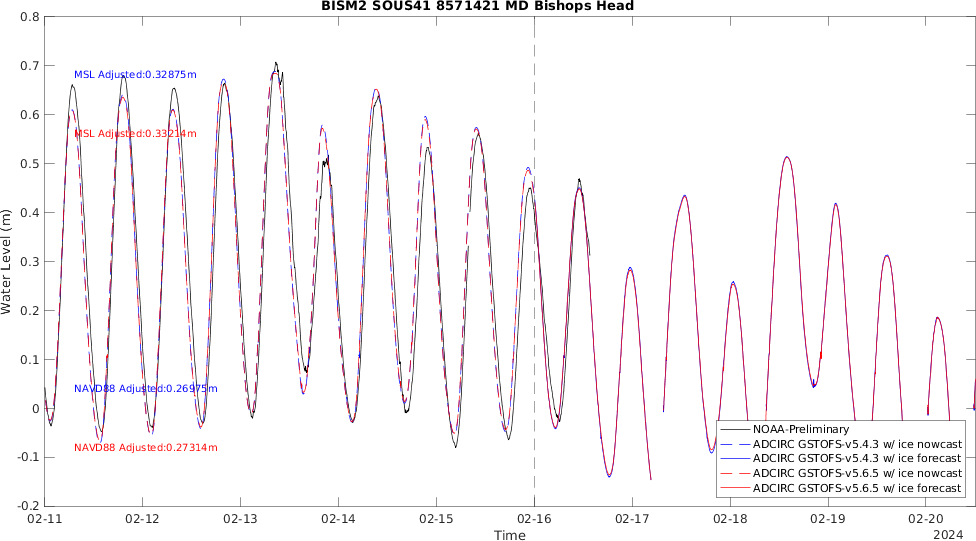 BISM2 SOUS41 8571421 MD Bishops Head
0.8
0.7
0.6
0.5
0.4
0.3
0.2
0.1
0
-0.1
-0.2
Water Level (m)
MSL Adjusted:0.32875m
MSL Adjusted:0.33214m
NAVD88 Adjusted:0.26975m
NAVD88 Adjusted:0.27314m
NOAA-Preliminary
ADCIRC GSTOFS-v5.4.3 w/ ice nowcast
ADCIRC GSTOFS-v5.4.3 w/ ice forecast
ADCIRC GSTOFS-v5.6.5 w/ ice nowcast
ADCIRC GSTOFS-v5.6.5 w/ ice forecast
02-11 02-12 02-13 02-14 02-15 02-16 02-17 02-18 02-19 02-20
Time
2024